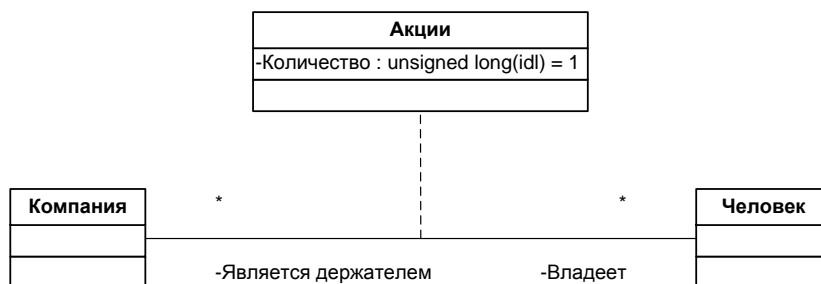 Акции
-Количество : unsigned long(idl) = 1
Компания
*
*
Человек
-Является держателем
-Владеет